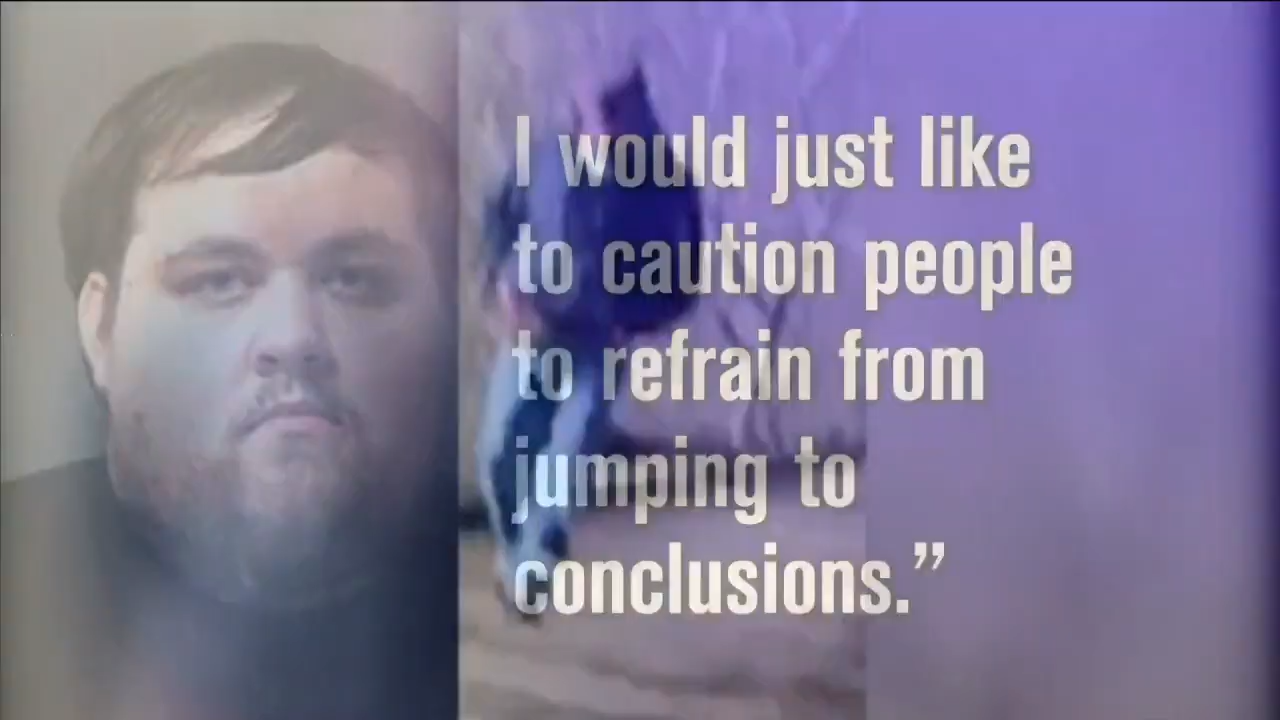 I would just like
to caution people
to refrain from
jumping to
conclusions.”